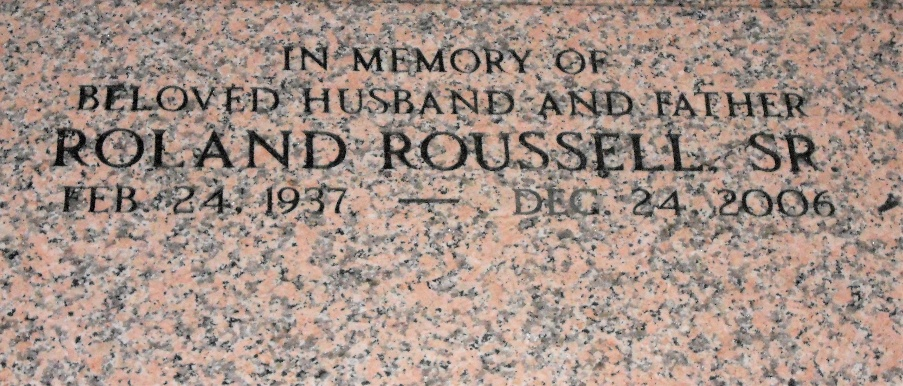 IN MEMORY OF
BELOVED HUSBAND AND FATHER
ROLAND ROUSSELL, SR
FEB 24, 1937 — DEC 24, 2006